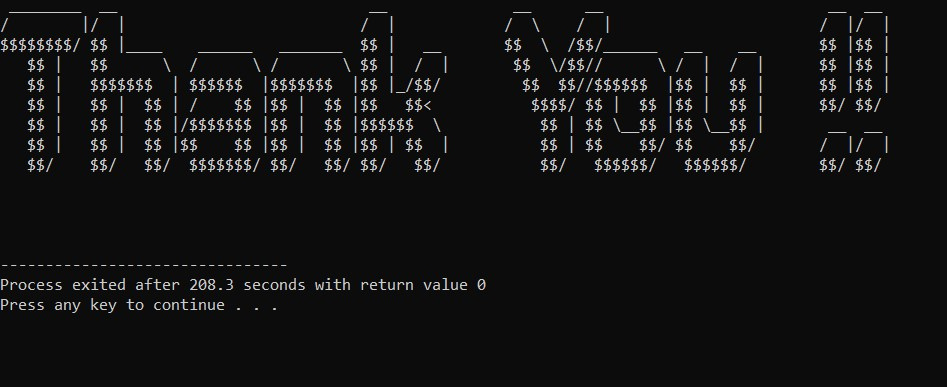 Thank You !!
--------------------------------
Process exited after 208.3 seconds with return value 0
Press any key to continue . . .